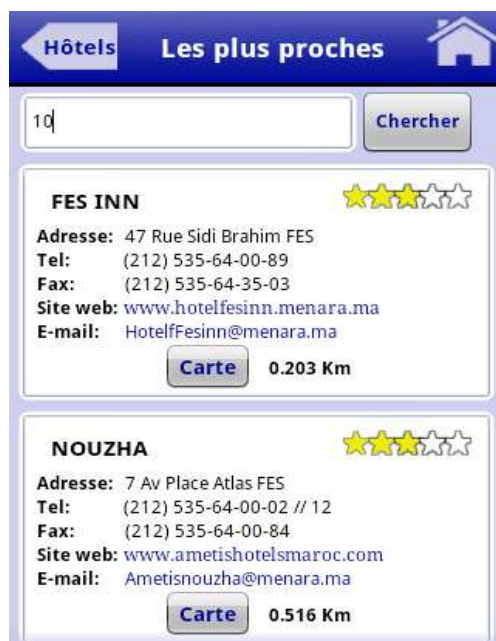 Hôtels
Les plus proches
10
Chercher
FES INN
Adresse: 47 Rue Sidi Brahim FES
Tel: (212) 535-64-00-89
Fax: (212) 535-64-35-03
Site web: www.hotelfesinn.menara.ma
E-mail: HotelfFesinn@menara.ma
Carte 0.203 Km
NOUZHA
Adresse: 7 Av Place Atlas FES
Tel: (212) 535-64-00-02 // 12
Fax: (212) 535-64-00-84
Site web: www.ametishotelsmaroc.com
E-mail: Ametisnouzha@menara.ma
Carte 0.516 Km